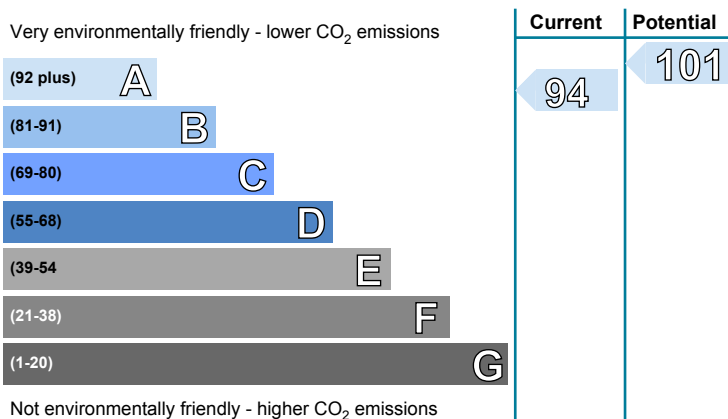 Current Potential
Very environmentally friendly - lower CO2 emissions
(92 plus) A 94 101
(81-91) B
(69-80) C
(55-68) D
(39-54 E
(21-38) F
(1-20) G
Not environmentally friendly - higher CO2 emissions